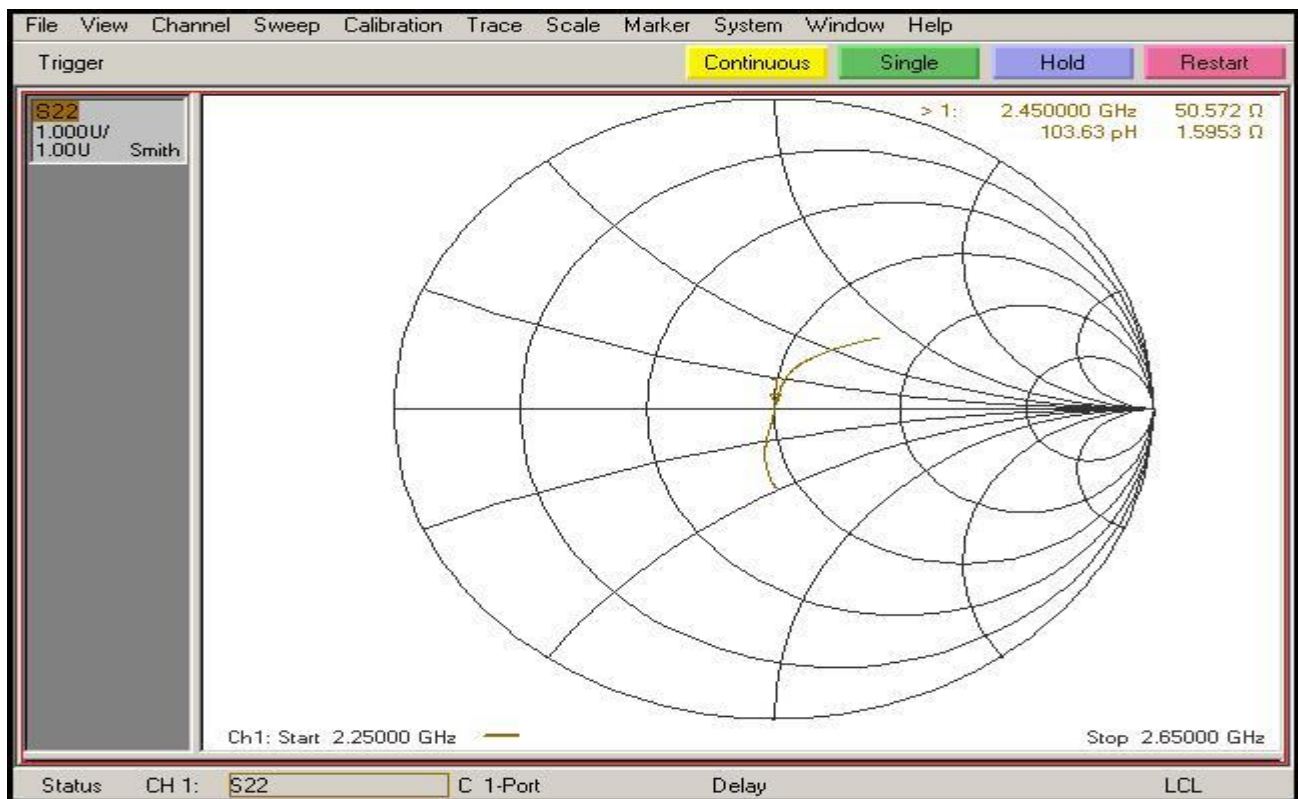 File View Channel Sweep Calibration Trace Scale Marker System Window Help
Trigger Continuous Single Hold Restart
S22
1.000U/
1.00U Smith
> 1: 2.450000 GHz 50.572 Ω
103.63 pH 1.5953 Ω
Ch1: Start 2.25000 GHz Stop 2.65000 GHz
Status CH 1: S22 C 1-Port Delay LCL